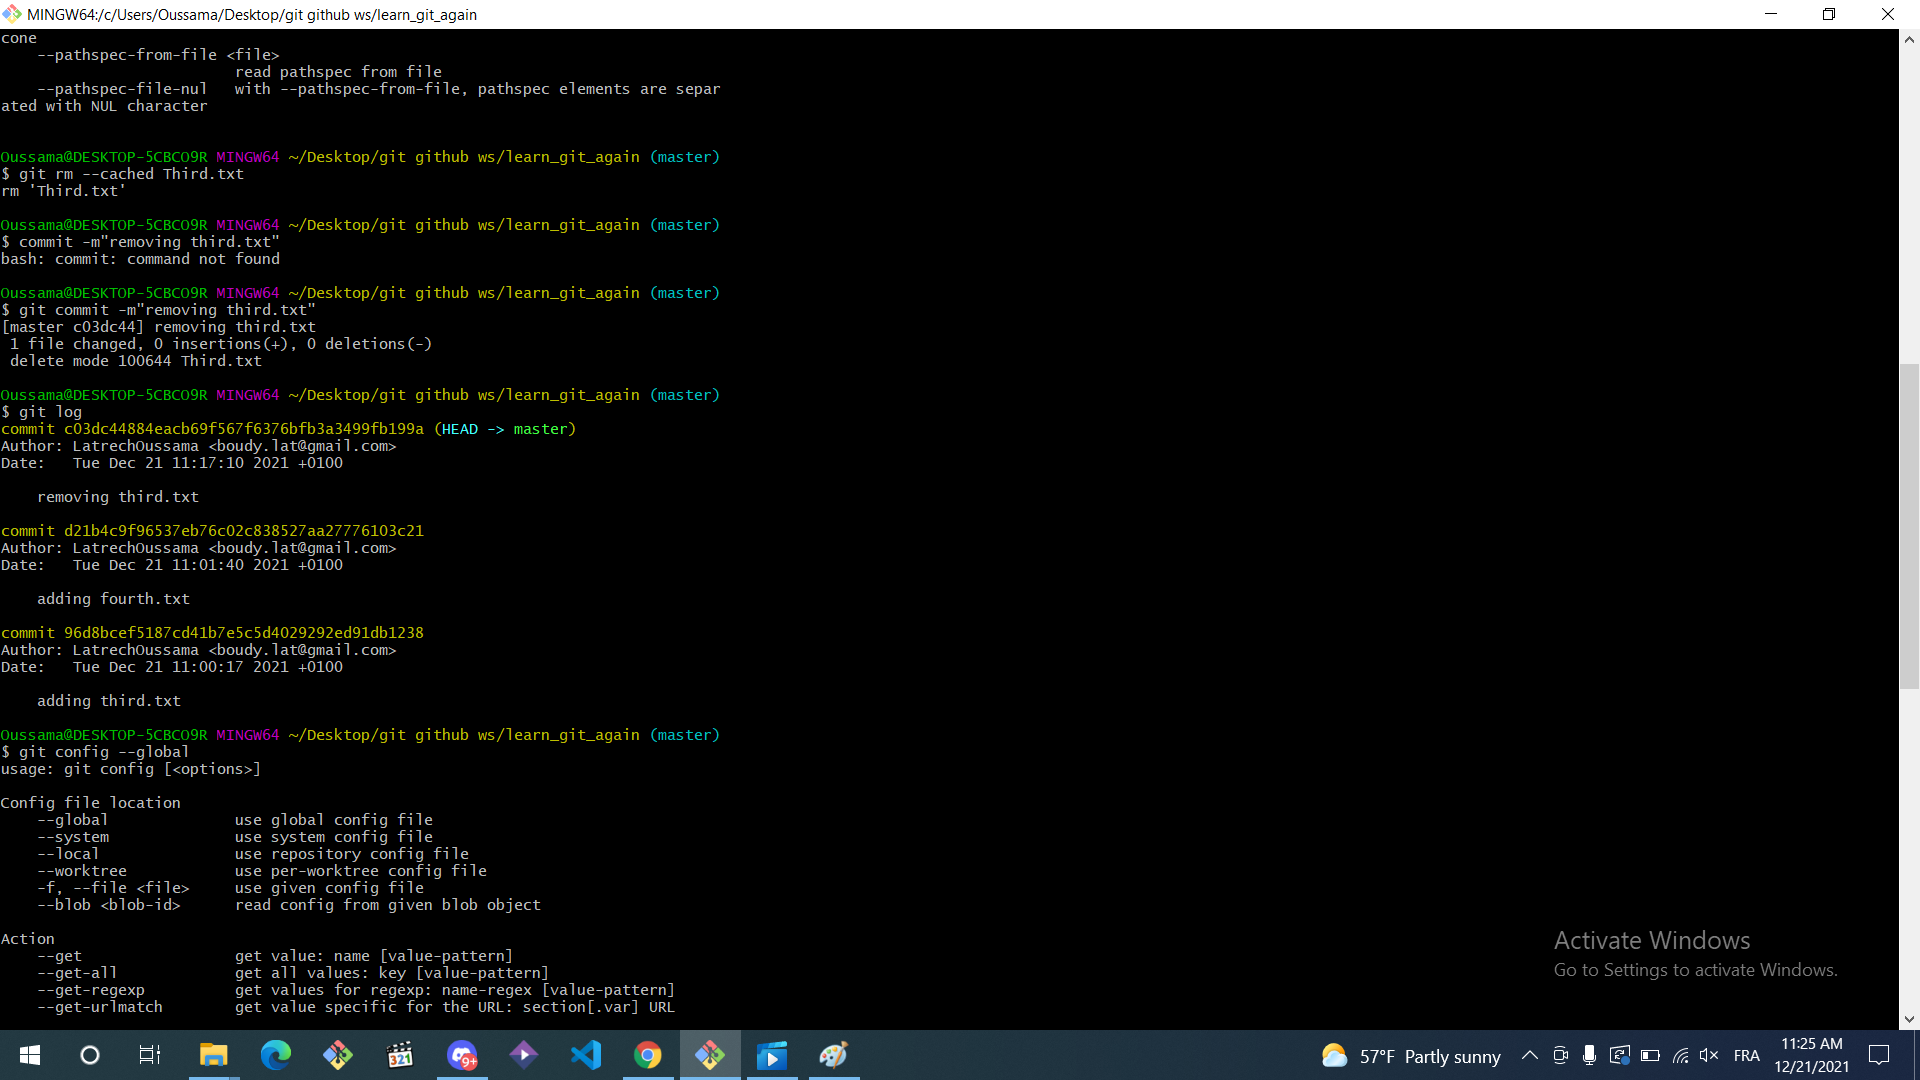 MINGW64:/c/Users/Oussama/Desktop/git github ws/learn_git_again
cone
    --pathspec-from-file <file>
                          read pathspec from file
    --pathspec-file-nul   with --pathspec-from-file, pathspec elements are separ
ated with NUL character
Oussama@DESKTOP-5CBCO9R MINGW64 ~/Desktop/git github ws/learn_git_again (master)
$ git rm --cached Third.txt
rm 'Third.txt'
Oussama@DESKTOP-5CBCO9R MINGW64 ~/Desktop/git github ws/learn_git_again (master)
$ commit -m"removing third.txt"
bash: commit: command not found
Oussama@DESKTOP-5CBCO9R MINGW64 ~/Desktop/git github ws/learn_git_again (master)
$ git commit -m"removing third.txt"
[master c03dc44] removing third.txt
 1 file changed, 0 insertions(+), 0 deletions(-)
 delete mode 100644 Third.txt
Oussama@DESKTOP-5CBCO9R MINGW64 ~/Desktop/git github ws/learn_git_again (master)
$ git log
commit c03dc44884eacb69f567f6376bfb3a3499fb199a (HEAD -> master)
Author: LatrechOussama <boudy.lat@gmail.com>
Date:   Tue Dec 21 11:17:10 2021 +0100
    removing third.txt
commit d21b4c9f96537eb76c02c838527aa27776103c21
Author: LatrechOussama <boudy.lat@gmail.com>
Date:   Tue Dec 21 11:01:40 2021 +0100
    adding fourth.txt
commit 96d8bcef5187cd41b7e5c5d4029292ed91db1238
Author: LatrechOussama <boudy.lat@gmail.com>
Date:   Tue Dec 21 11:00:17 2021 +0100
    adding third.txt
Oussama@DESKTOP-5CBCO9R MINGW64 ~/Desktop/git github ws/learn_git_again (master)
$ git config --global
usage: git config [<options>]
Config file location
    --global              use global config file
    --system              use system config file
    --local               use repository config file
    --worktree            use per-worktree config file
    -f, --file <file>     use given config file
    --blob <blob-id>      read config from given blob object
Action
    --get                 get value: name [value-pattern]
    --get-all             get all values: key [value-pattern]
    --get-regexp          get values for regexp: name-regex [value-pattern]
    --get-urlmatch        get value specific for the URL: section[.var] URL
Activate Windows
Go to Settings to activate Windows.
321
9+
57°F Partly sunny
FRA
11:25 AM
12/21/2021